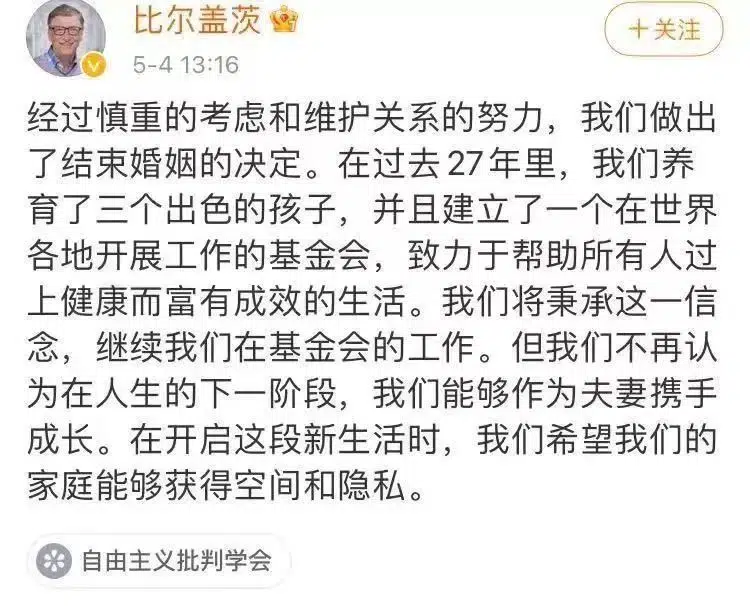 比尔盖茨
+关注
5-4 13:16
经过慎重的考虑和维护关系的努力，我们做出
了结束婚姻的决定。在过去27年里，我们养
育了三个出色的孩子，并且建立了一个在世界
各地开展工作的基金会，致力于帮助所有人过
上健康而富有成效的生活。我们将秉承这一信
念，继续我们在基金会的工作。但我们不再认
为在人生的下一阶段，我们能够作为夫妻携手
成长。在开启这段新生活时，我们希望我们的
家庭能够获得空间和隐私。
自由主义批判学会